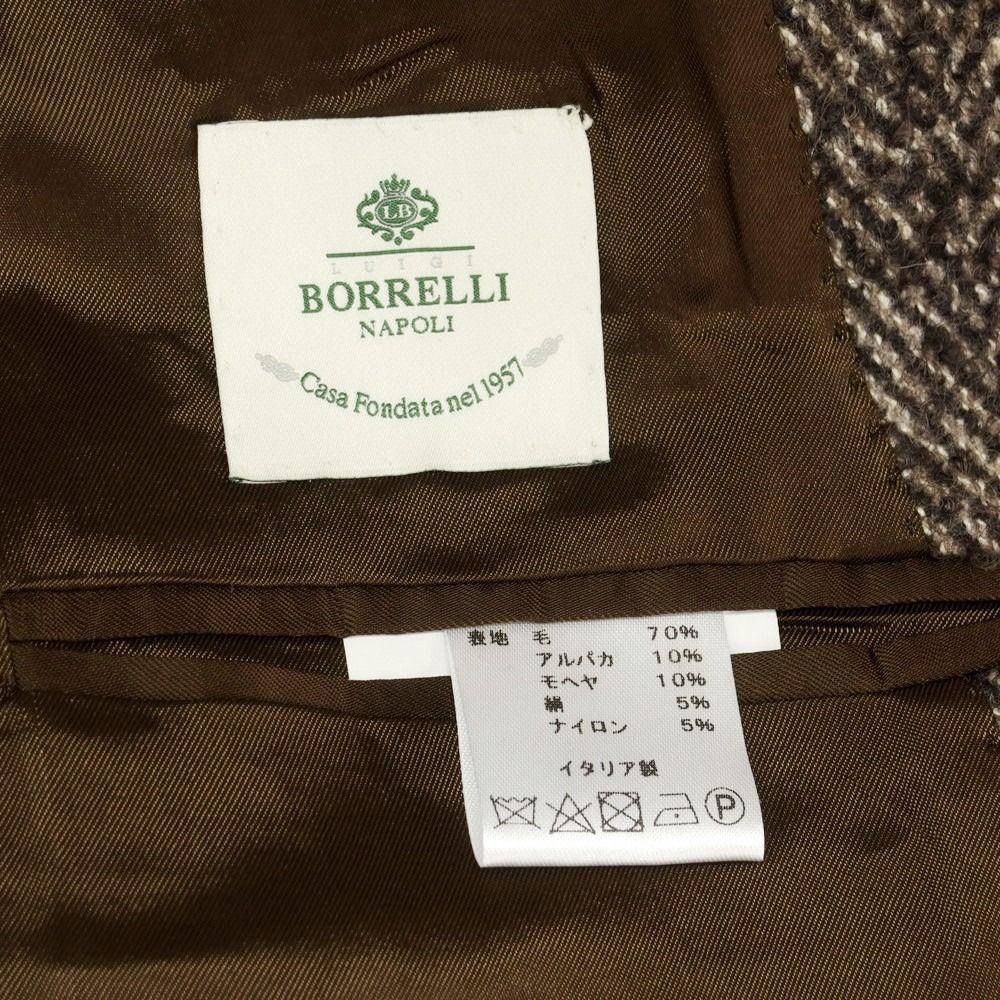 LB
LUIGI
BORRELLI
NAPOLI
Casa Fondata nel 1957
表地 毛 70%
アルパカ 10%
モヘヤ 10%
絹 5%
ナイロン 5%
イタリア製
P